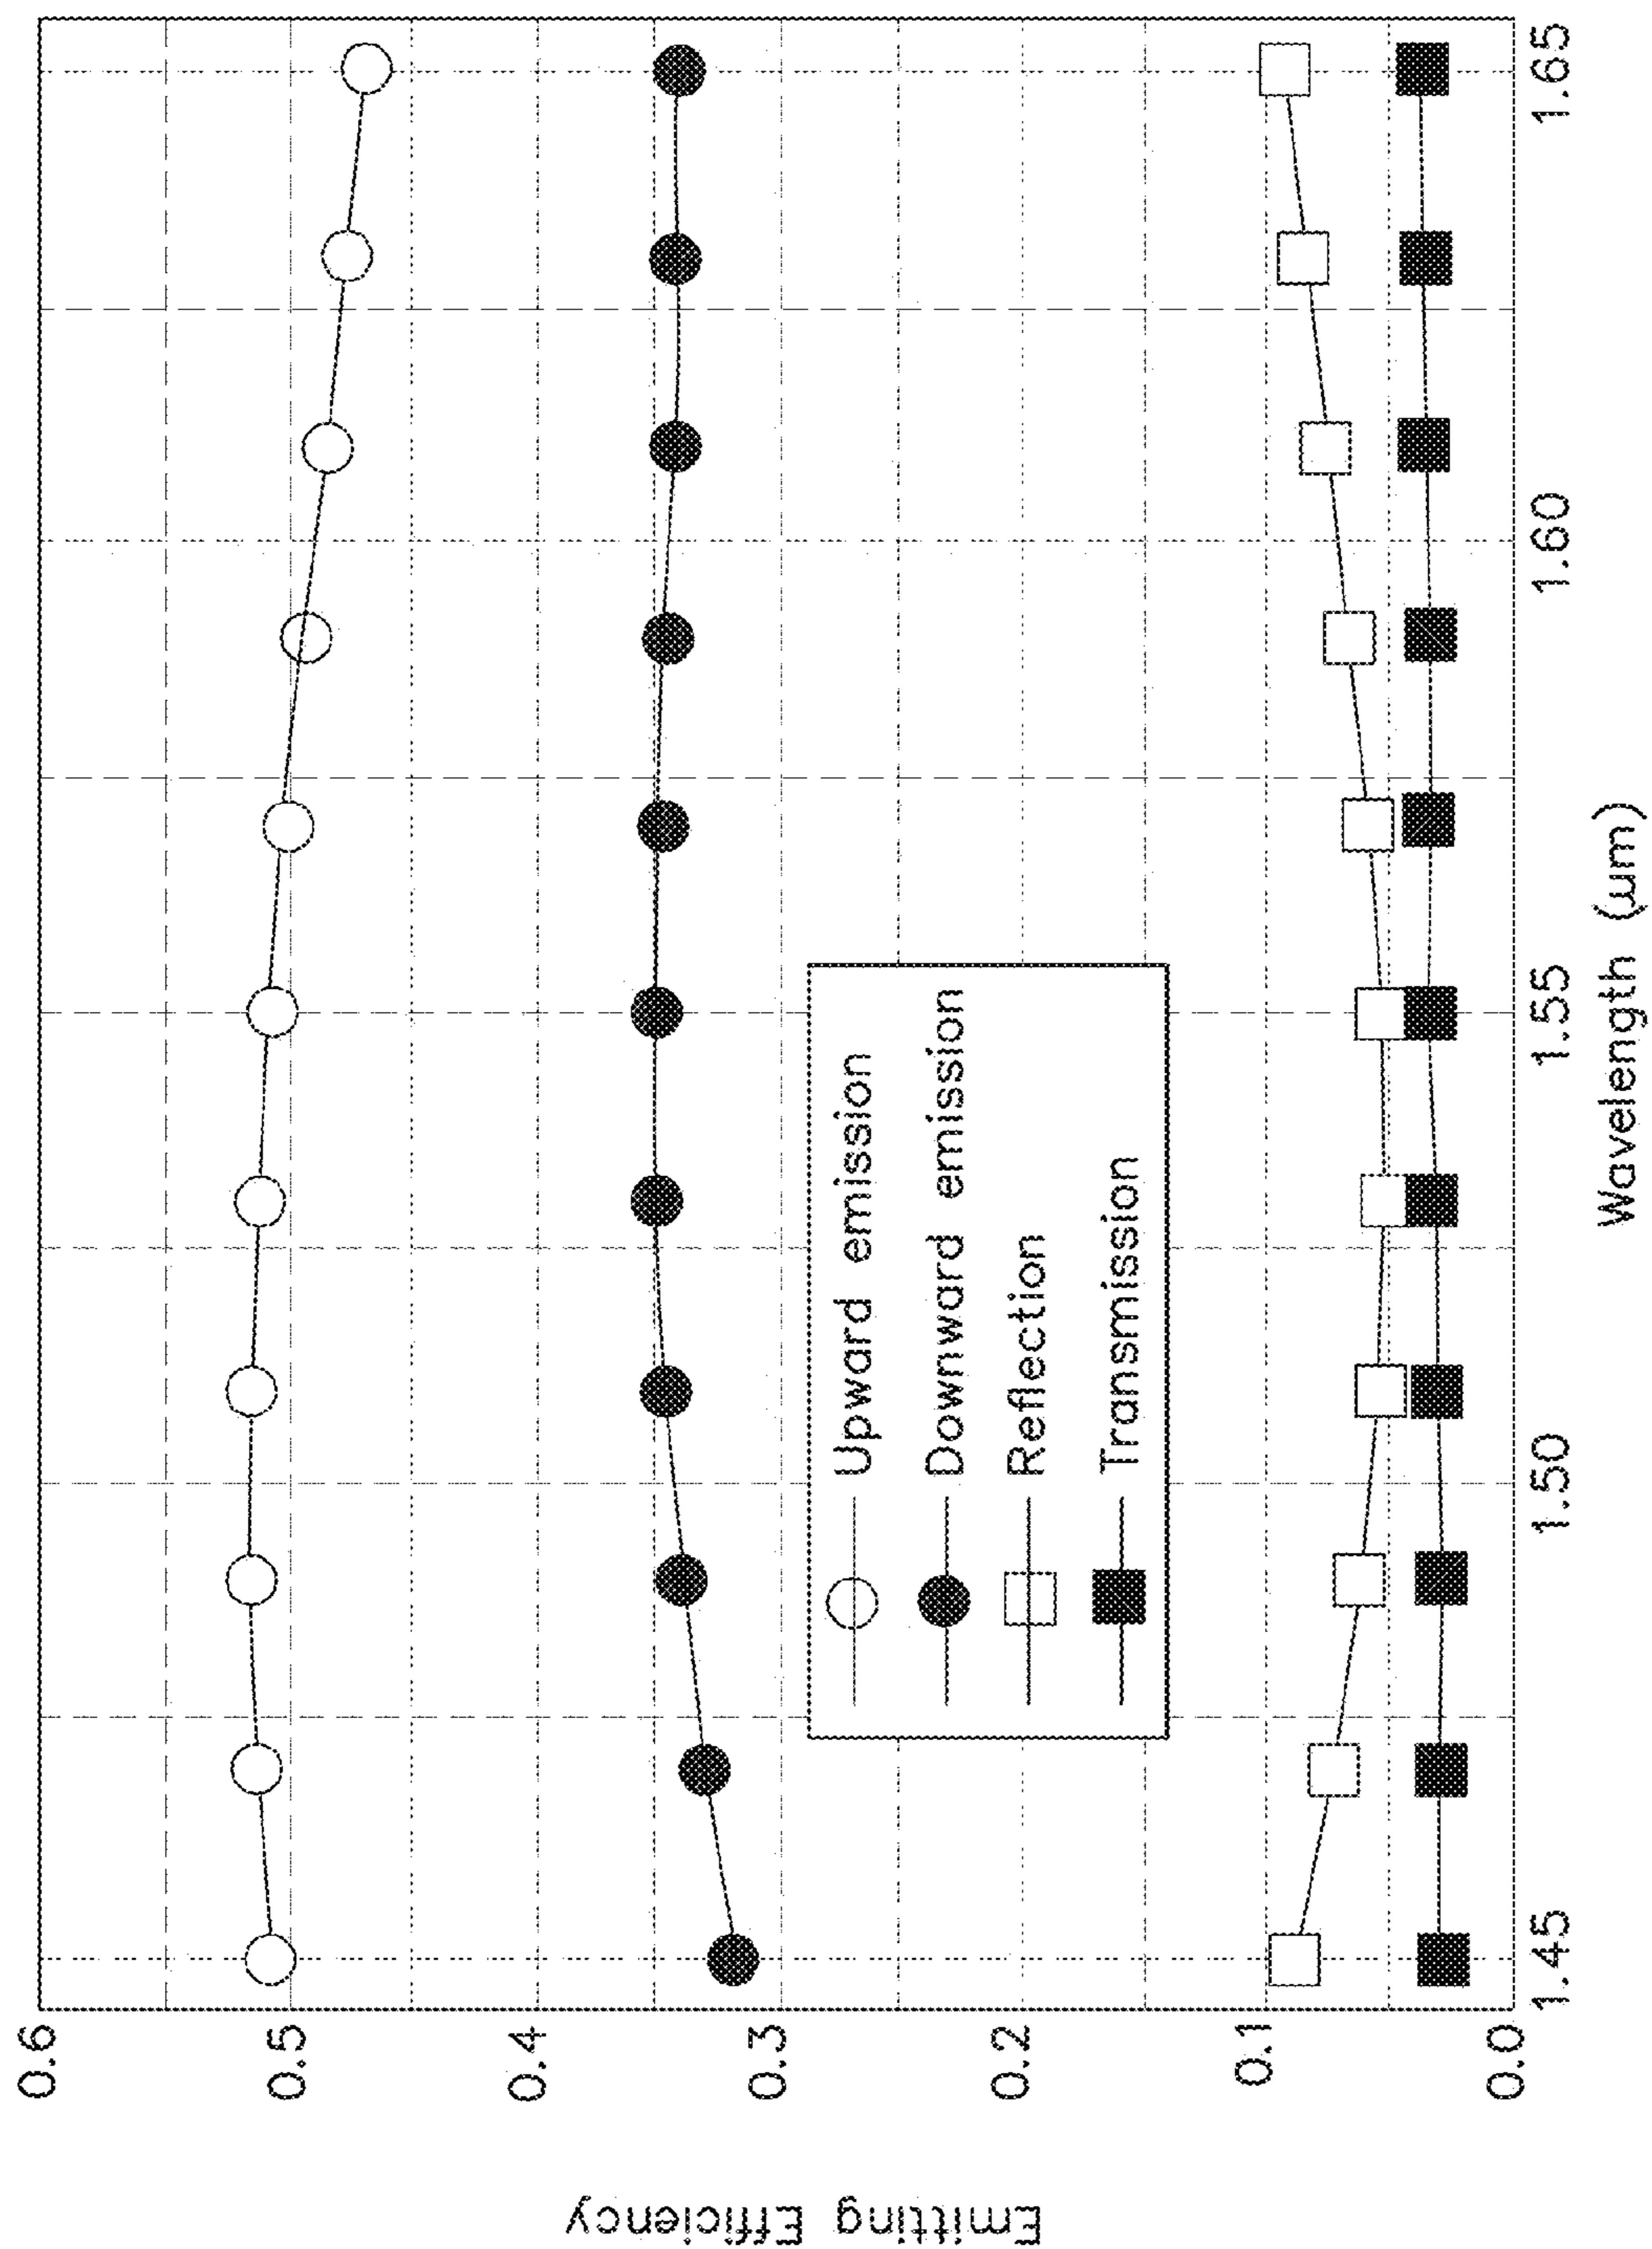 Emitting Efficiency
0.6
0.5
0.4
0.3
0.2
0.1
0.0
Upward emission
Downward emission
Reflection
Transmission
1.45
1.50
1.55
1.60
1.65
Wavelength (μm)